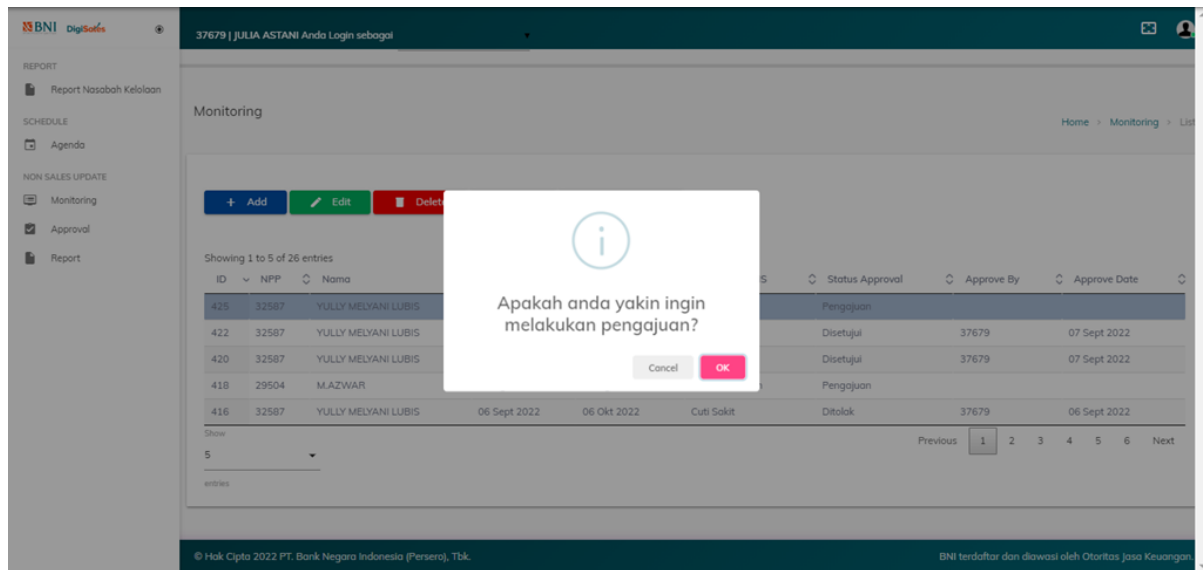 BNI DigiSales
37679 | JULIA ASTANI Anda Login sebagai
REPORT
Report Nasabah Kelolaan
SCHEDULE
Agenda
NON SALES UPDATE
Monitoring
Approval
Report
Monitoring
Home > Monitoring > List
+ Add
Edit
Delete
Showing 1 to 5 of 26 entries
ID NPP Nama Status Approval Approve By Approve Date
425 32587 YULLY MELYANI LUBIS Pengajuan
422 32587 YULLY MELYANI LUBIS Disetujui 37679 07 Sept 2022
420 32587 YULLY MELYANI LUBIS Disetujui 37679 07 Sept 2022
418 29504 M.AZWAR Pengajuan
416 32587 YULLY MELYANI LUBIS 06 Sept 2022 06 Okt 2022 Cuti Sakit Ditolak 37679 06 Sept 2022
Apakah anda yakin ingin
melakukan pengajuan?
Cancel OK
Show
5
entries
Previous 1 2 3 4 5 6 Next
© Hak Cipta 2022 PT. Bank Negara Indonesia (Persero), Tbk.
BNI terdaftar dan diawasi oleh Otoritas Jasa Keuangan.